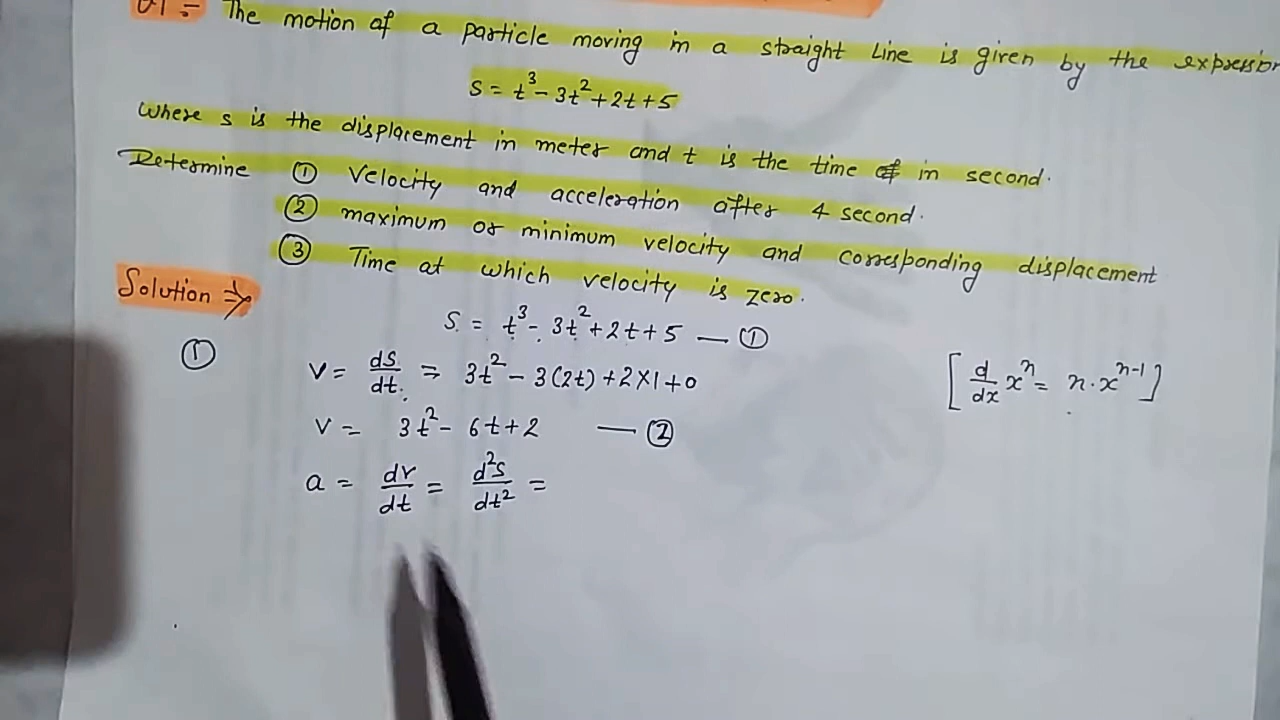 Q1:- The motion of a particle moving in a straight line is given by the expression
S = t³ - 3t² + 2t + 5
where s is the displacement in meter and t is the time in second.
Determine ① velocity and acceleration after 4 second.
② maximum or minimum velocity and corresponding displacement
③ Time at which velocity is zero.
Solution ⇒
S = t³ - 3t² + 2t + 5 — ①
① V = ds/dt = 3t² - 3(2t) + 2×1 + 0 [d/dx xⁿ = n·xⁿ⁻¹]
V = 3t² - 6t + 2 — ②
a = dv/dt = d²s/dt² =